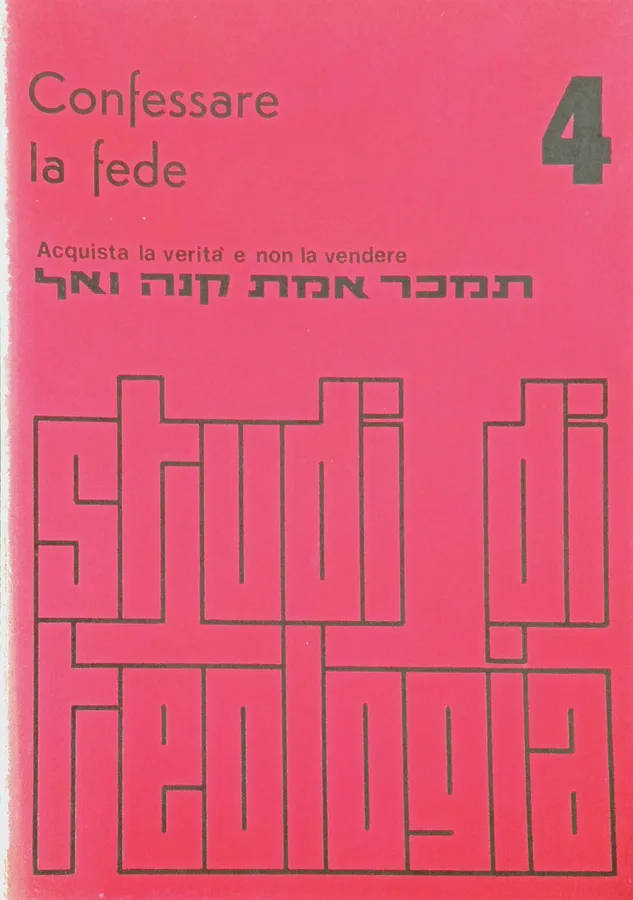 Confessare
la fede
4
Acquista la verità e non la vendere
תמכר אמת קנה ואל
studi di
teologia